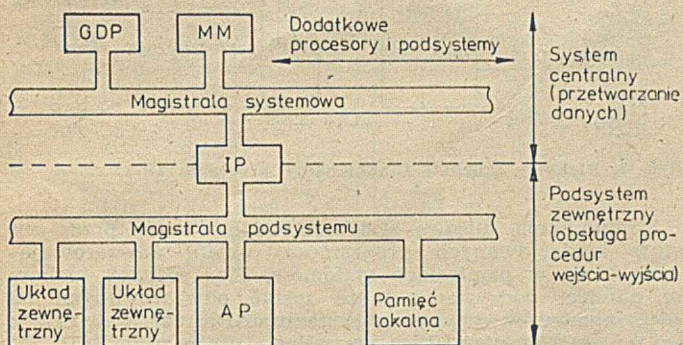 GDP
MM
Dodatkowe
procesory i podsystemy
System
centralny
(przetwarzanie
danych)
Magistrala systemowa
IP
Podsystem
zewnętrzny
(obsługa pro-
cedur
wejścia-wyjścia)
Magistrala podsystemu
Układ
zewnę-
trzny
Układ
zewnę-
trzny
AP
Pamięć
lokalna